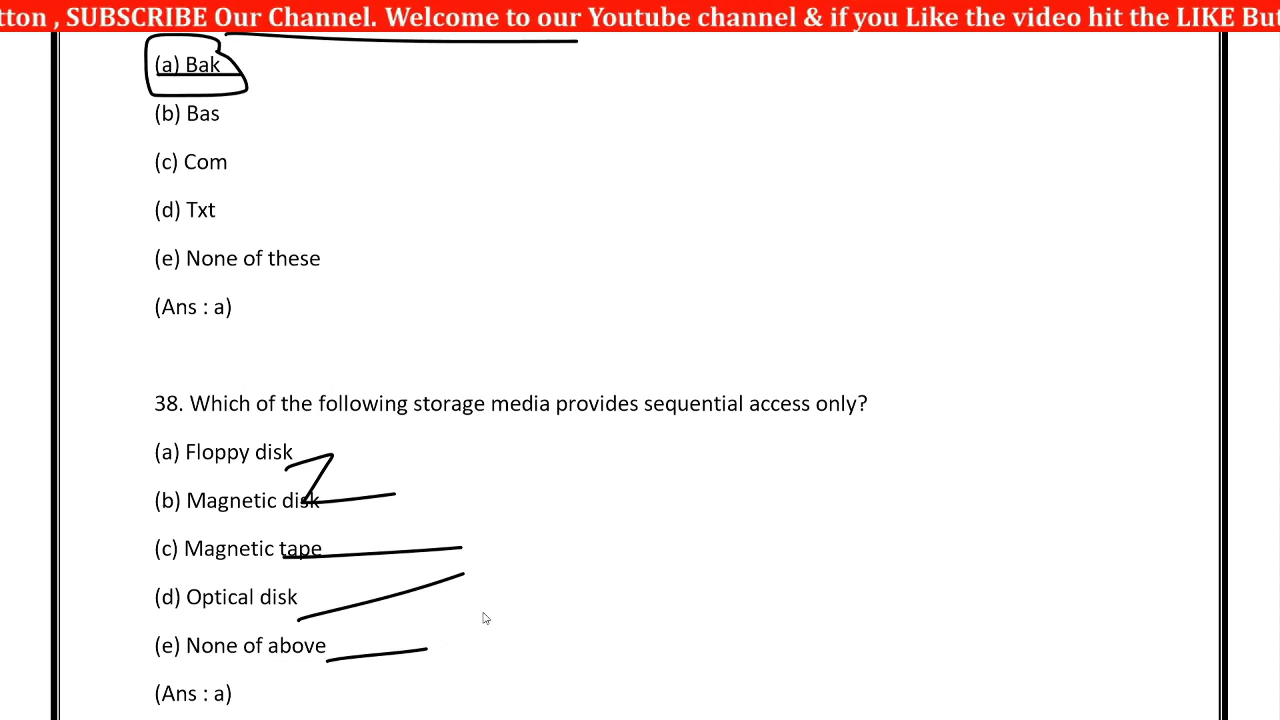 tton , SUBSCRIBE Our Channel. Welcome to our Youtube channel & if you Like the video hit the LIKE But
(a) Bak
(b) Bas
(c) Com
(d) Txt
(e) None of these
(Ans : a)
38. Which of the following storage media provides sequential access only?
(a) Floppy disk
(b) Magnetic disk
(c) Magnetic tape
(d) Optical disk
(e) None of above
(Ans : a)